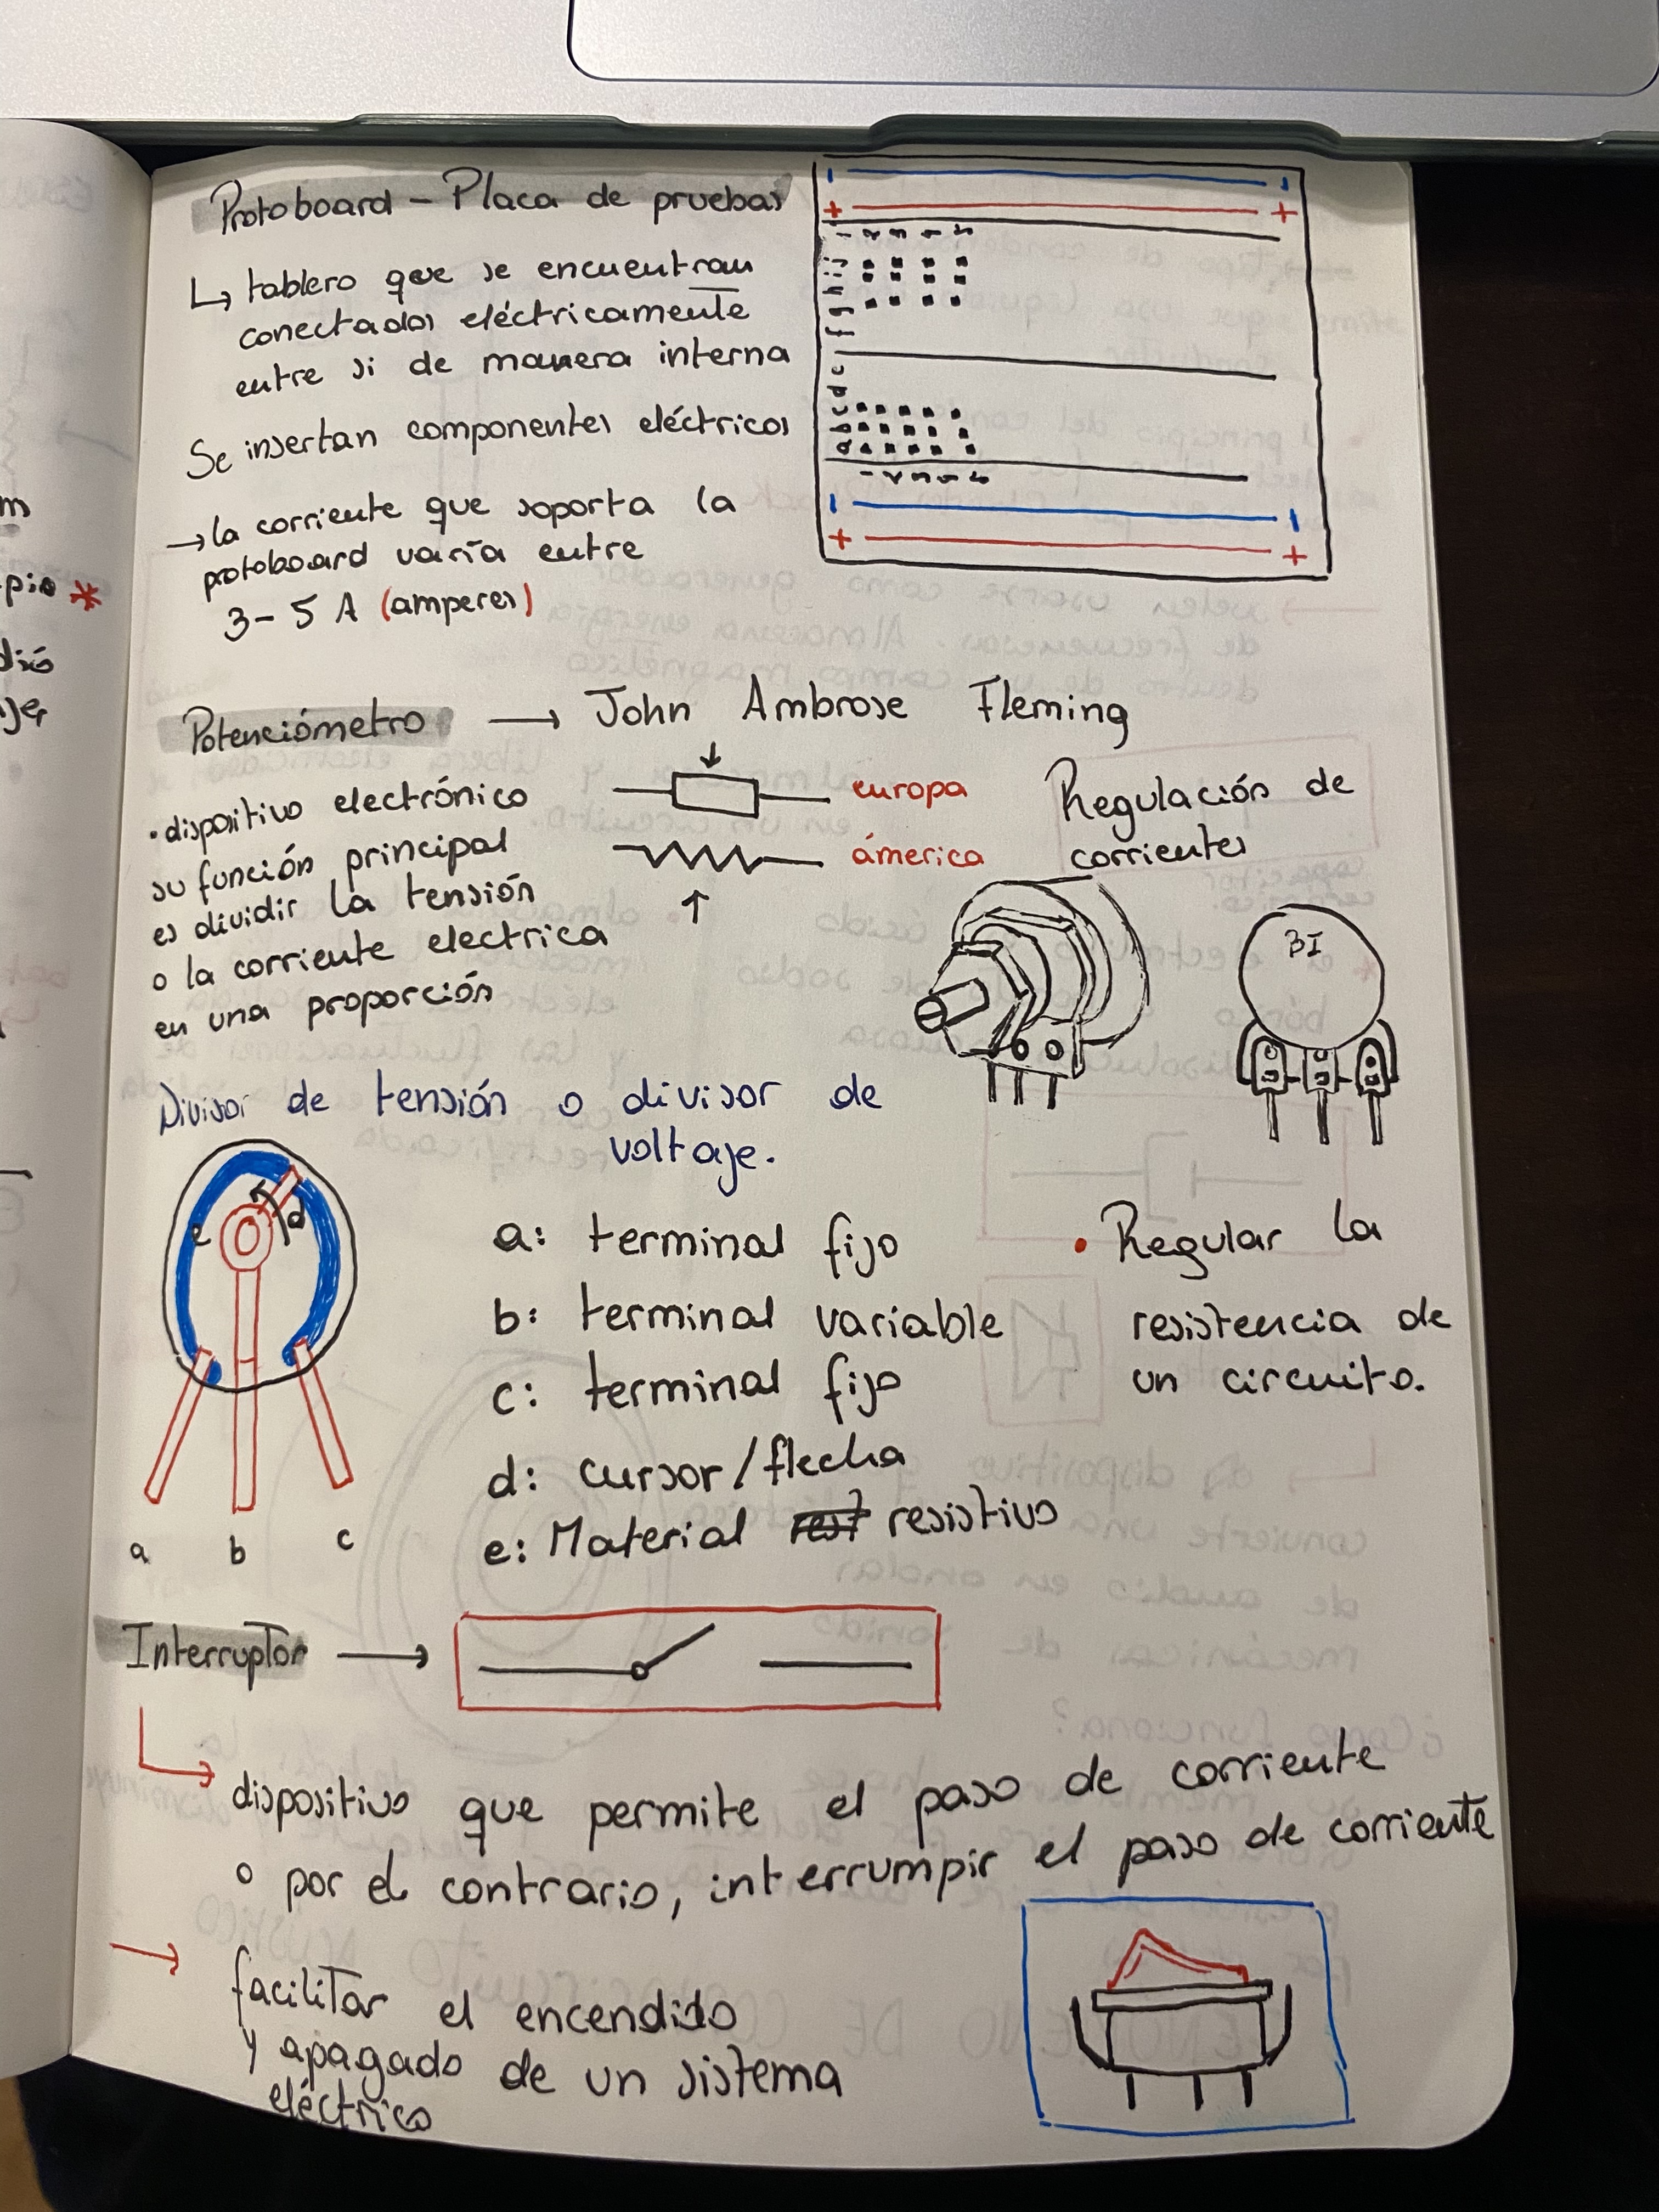 Protoboard - Placa de pruebas
↳ tablero que se encuentran
conectados eléctricamente
entre si de manera interna
Se insertan componentes eléctricos
→ la corriente que soporta la
protoboard varía entre
3 - 5 A (amperes)
- -
+ +
1 2 3 4 5
j
i
h
g
f
e
d
c
b
a
1 2 3 4 5
- -
+ +
Potenciómetro → John Ambrose Fleming
• dispositivo electrónico
su función principal
es dividir la tensión
o la corriente electrica
en una proporción
europa
ámerica
Regulación de
corrientes
Divisor de tensión o divisor de
voltaje.
e
d
a b c
a: terminal fijo
b: terminal variable
c: terminal fijo
d: cursor/flecha
e: Material resistivo
• Regular la
resistencia de
un circuito.
Interruptor →
dispositivo que permite el paso de corriente
o por el contrario, interrumpir el paso de corriente
→ facilitar el encendido
y apagado de un sistema
eléctrico